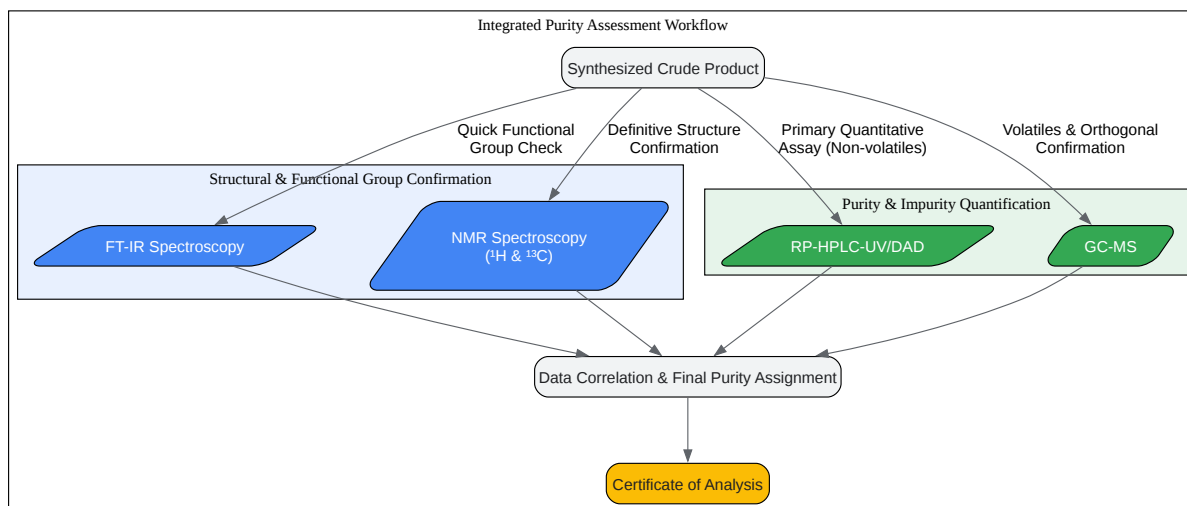 Integrated Purity Assessment Workflow
Synthesized Crude Product
Quick Functional
Group Check
Definitive Structure
Confirmation
Primary Quantitative
Assay (Non-volatiles)
Volatiles & Orthogonal
Confirmation
Structural & Functional Group Confirmation
Purity & Impurity Quantification
FT-IR Spectroscopy
NMR Spectroscopy
(¹H & ¹³C)
RP-HPLC-UV/DAD
GC-MS
Data Correlation & Final Purity Assignment
Certificate of Analysis